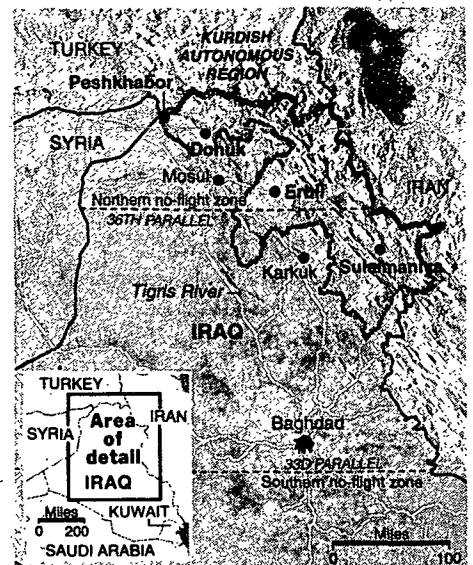 TURKEY
KURDISH
AUTONOMOUS
REGION
Peshkhabor
SYRIA
Dohuk
Mosul
Erbil
IRAN
Northern no-flight zone
36TH PARALLEL
Karkuk
Suleimaniya
Tigris River
IRAQ
Baghdad
33D PARALLEL
Southern no-flight zone
Miles
0
100
TURKEY
SYRIA
IRAN
Area
of
detail
IRAQ
Miles
0
200
KUWAIT
SAUDI ARABIA